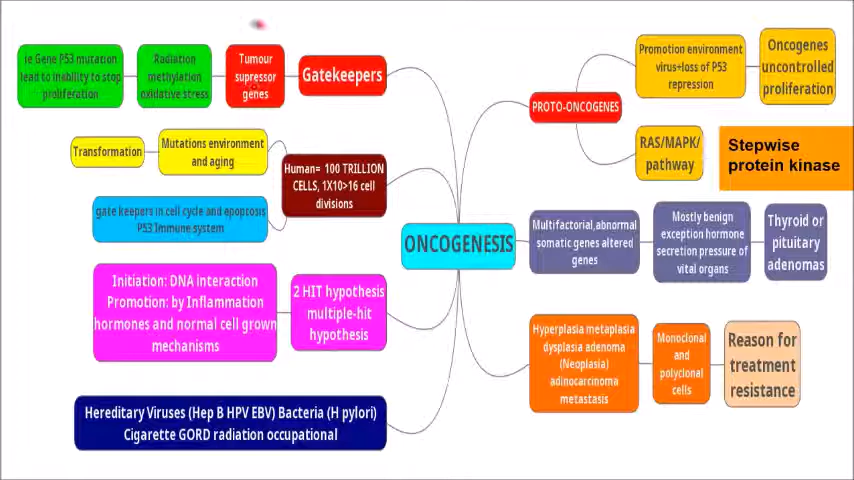 ie Gene P53 mutation
lead to inability to stop
proliferation
Radiation
methylation
oxidative stress
Tumour
supressor
genes
Gatekeepers
Transformation
Mutations environment
and aging
Human= 100 TRILLION
CELLS, 1X10>16 cell
divisions
gate keepers in cell cycle and apoptosis
P53 Immune system
Initiation: DNA interaction
Promotion: by Inflammation
hormones and normal cell grown
mechanisms
2 HIT hypothesis
multiple-hit
hypothesis
Hereditary Viruses (Hep B HPV EBV) Bacteria (H pylori)
Cigarette GORD radiation occupational
ONCOGENESIS
PROTO-ONCOGENES
Promotion environment
virus+loss of P53
repression
Oncogenes
uncontrolled
proliferation
RAS/MAPK/
pathway
Stepwise
protein kinase
Multifactorial,abnormal
somatic genes altered
genes
Mostly benign
exception hormone
secretion pressure of
vital organs
Thyroid or
pituitary
adenomas
Hyperplasia metaplasia
dysplasia adenoma
(Neoplasia)
adinocarcinoma
metastasis
Monoclonal
and
polyclonal
cells
Reason for
treatment
resistance